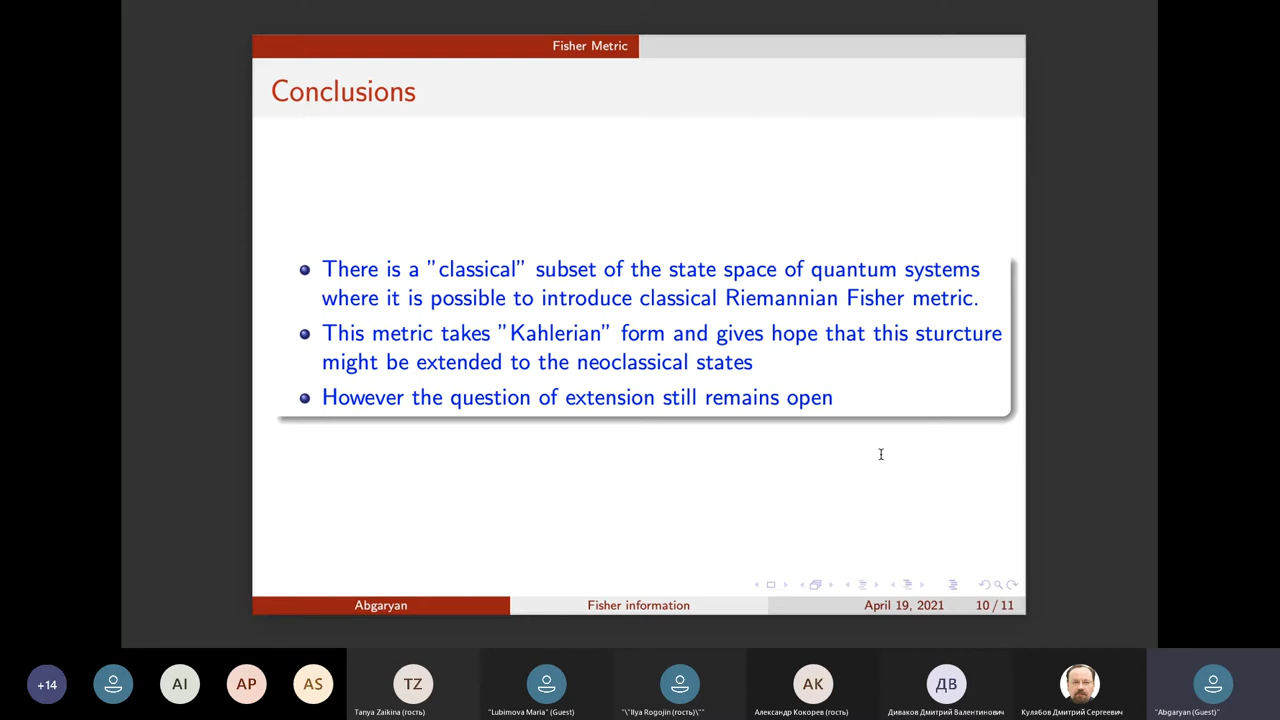 Fisher Metric
Conclusions
There is a "classical" subset of the state space of quantum systems
where it is possible to introduce classical Riemannian Fisher metric.
This metric takes "Kahlerian" form and gives hope that this sturcture
might be extended to the neoclassical states
However the question of extension still remains open
Abgaryan
Fisher information
April 19, 2021
10 / 11
+14
AI
AP
AS
TZ
AK
ДВ
Tanya Zaikina (гость)
"Lubimova Maria" (Guest)
"\"Ilya Rogojin (гость)\""
Александр Кокорев (гость)
Диваков Дмитрий Валентинович
Кулябов Дмитрий Сергеевич
"Abgaryan (Guest)"